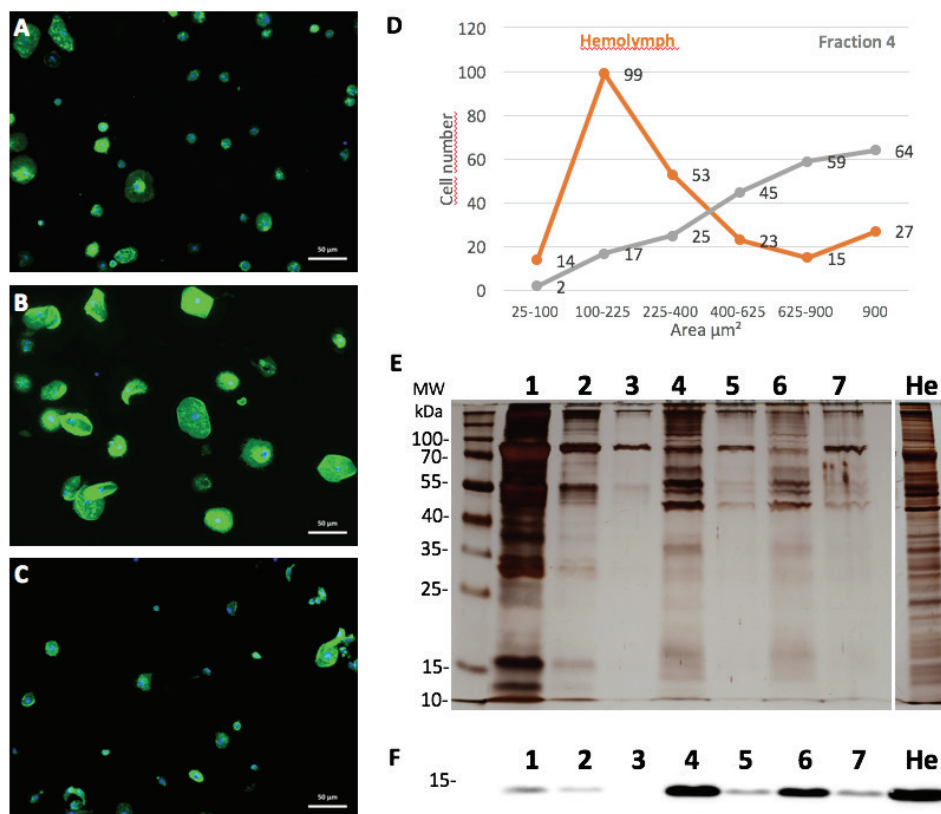 A
50 µm
B
50 µm
C
50 µm
D
Hemolymph
Fraction 4
120
100
80
60
40
20
0
Cell number
99
53
23
15
27
14
2
17
25
45
59
64
25-100 100-225 225-400 400-625 625-900 900
Area µm²
E
MW
kDa
1 2 3 4 5 6 7 He
100-
70-
55-
40-
35-
25-
15-
10-
F
1 2 3 4 5 6 7 He
15-